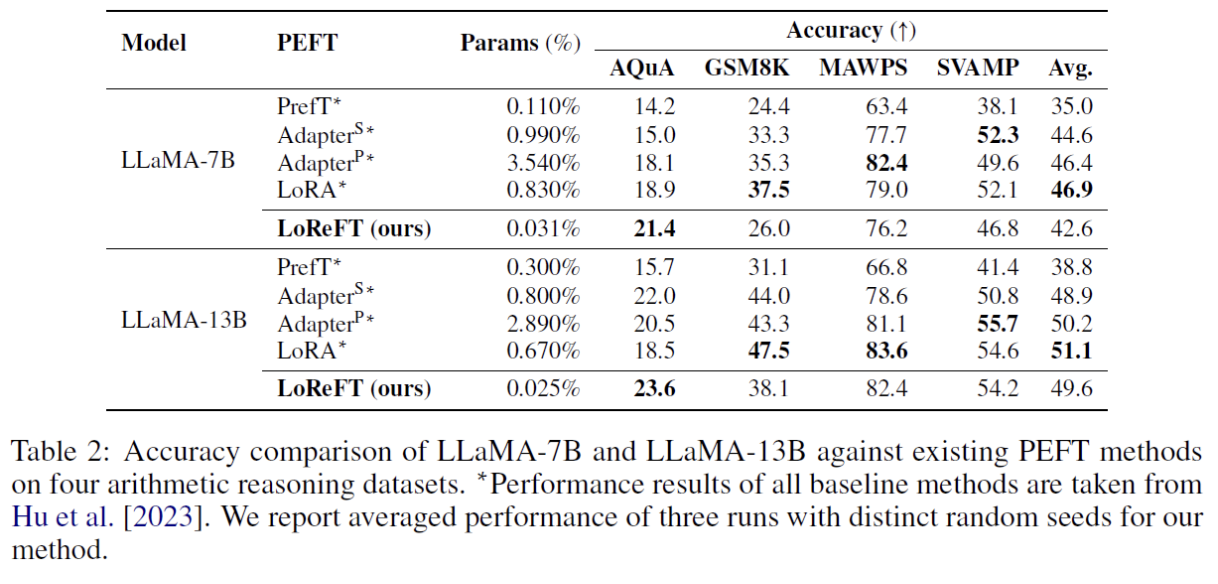 Model PEFT Params (%) Accuracy (↑)
AQuA GSM8K MAWPS SVAMP Avg.
PrefT* 0.110% 14.2 24.4 63.4 38.1 35.0
AdapterS* 0.990% 15.0 33.3 77.7 52.3 44.6
LLaMA-7B AdapterP* 3.540% 18.1 35.3 82.4 49.6 46.4
LoRA* 0.830% 18.9 37.5 79.0 52.1 46.9
LoReFT (ours) 0.031% 21.4 26.0 76.2 46.8 42.6
PrefT* 0.300% 15.7 31.1 66.8 41.4 38.8
AdapterS* 0.800% 22.0 44.0 78.6 50.8 48.9
LLaMA-13B AdapterP* 2.890% 20.5 43.3 81.1 55.7 50.2
LoRA* 0.670% 18.5 47.5 83.6 54.6 51.1
LoReFT (ours) 0.025% 23.6 38.1 82.4 54.2 49.6
Table 2: Accuracy comparison of LLaMA-7B and LLaMA-13B against existing PEFT methods
on four arithmetic reasoning datasets. *Performance results of all baseline methods are taken from
Hu et al. [2023]. We report averaged performance of three runs with distinct random seeds for our
method.